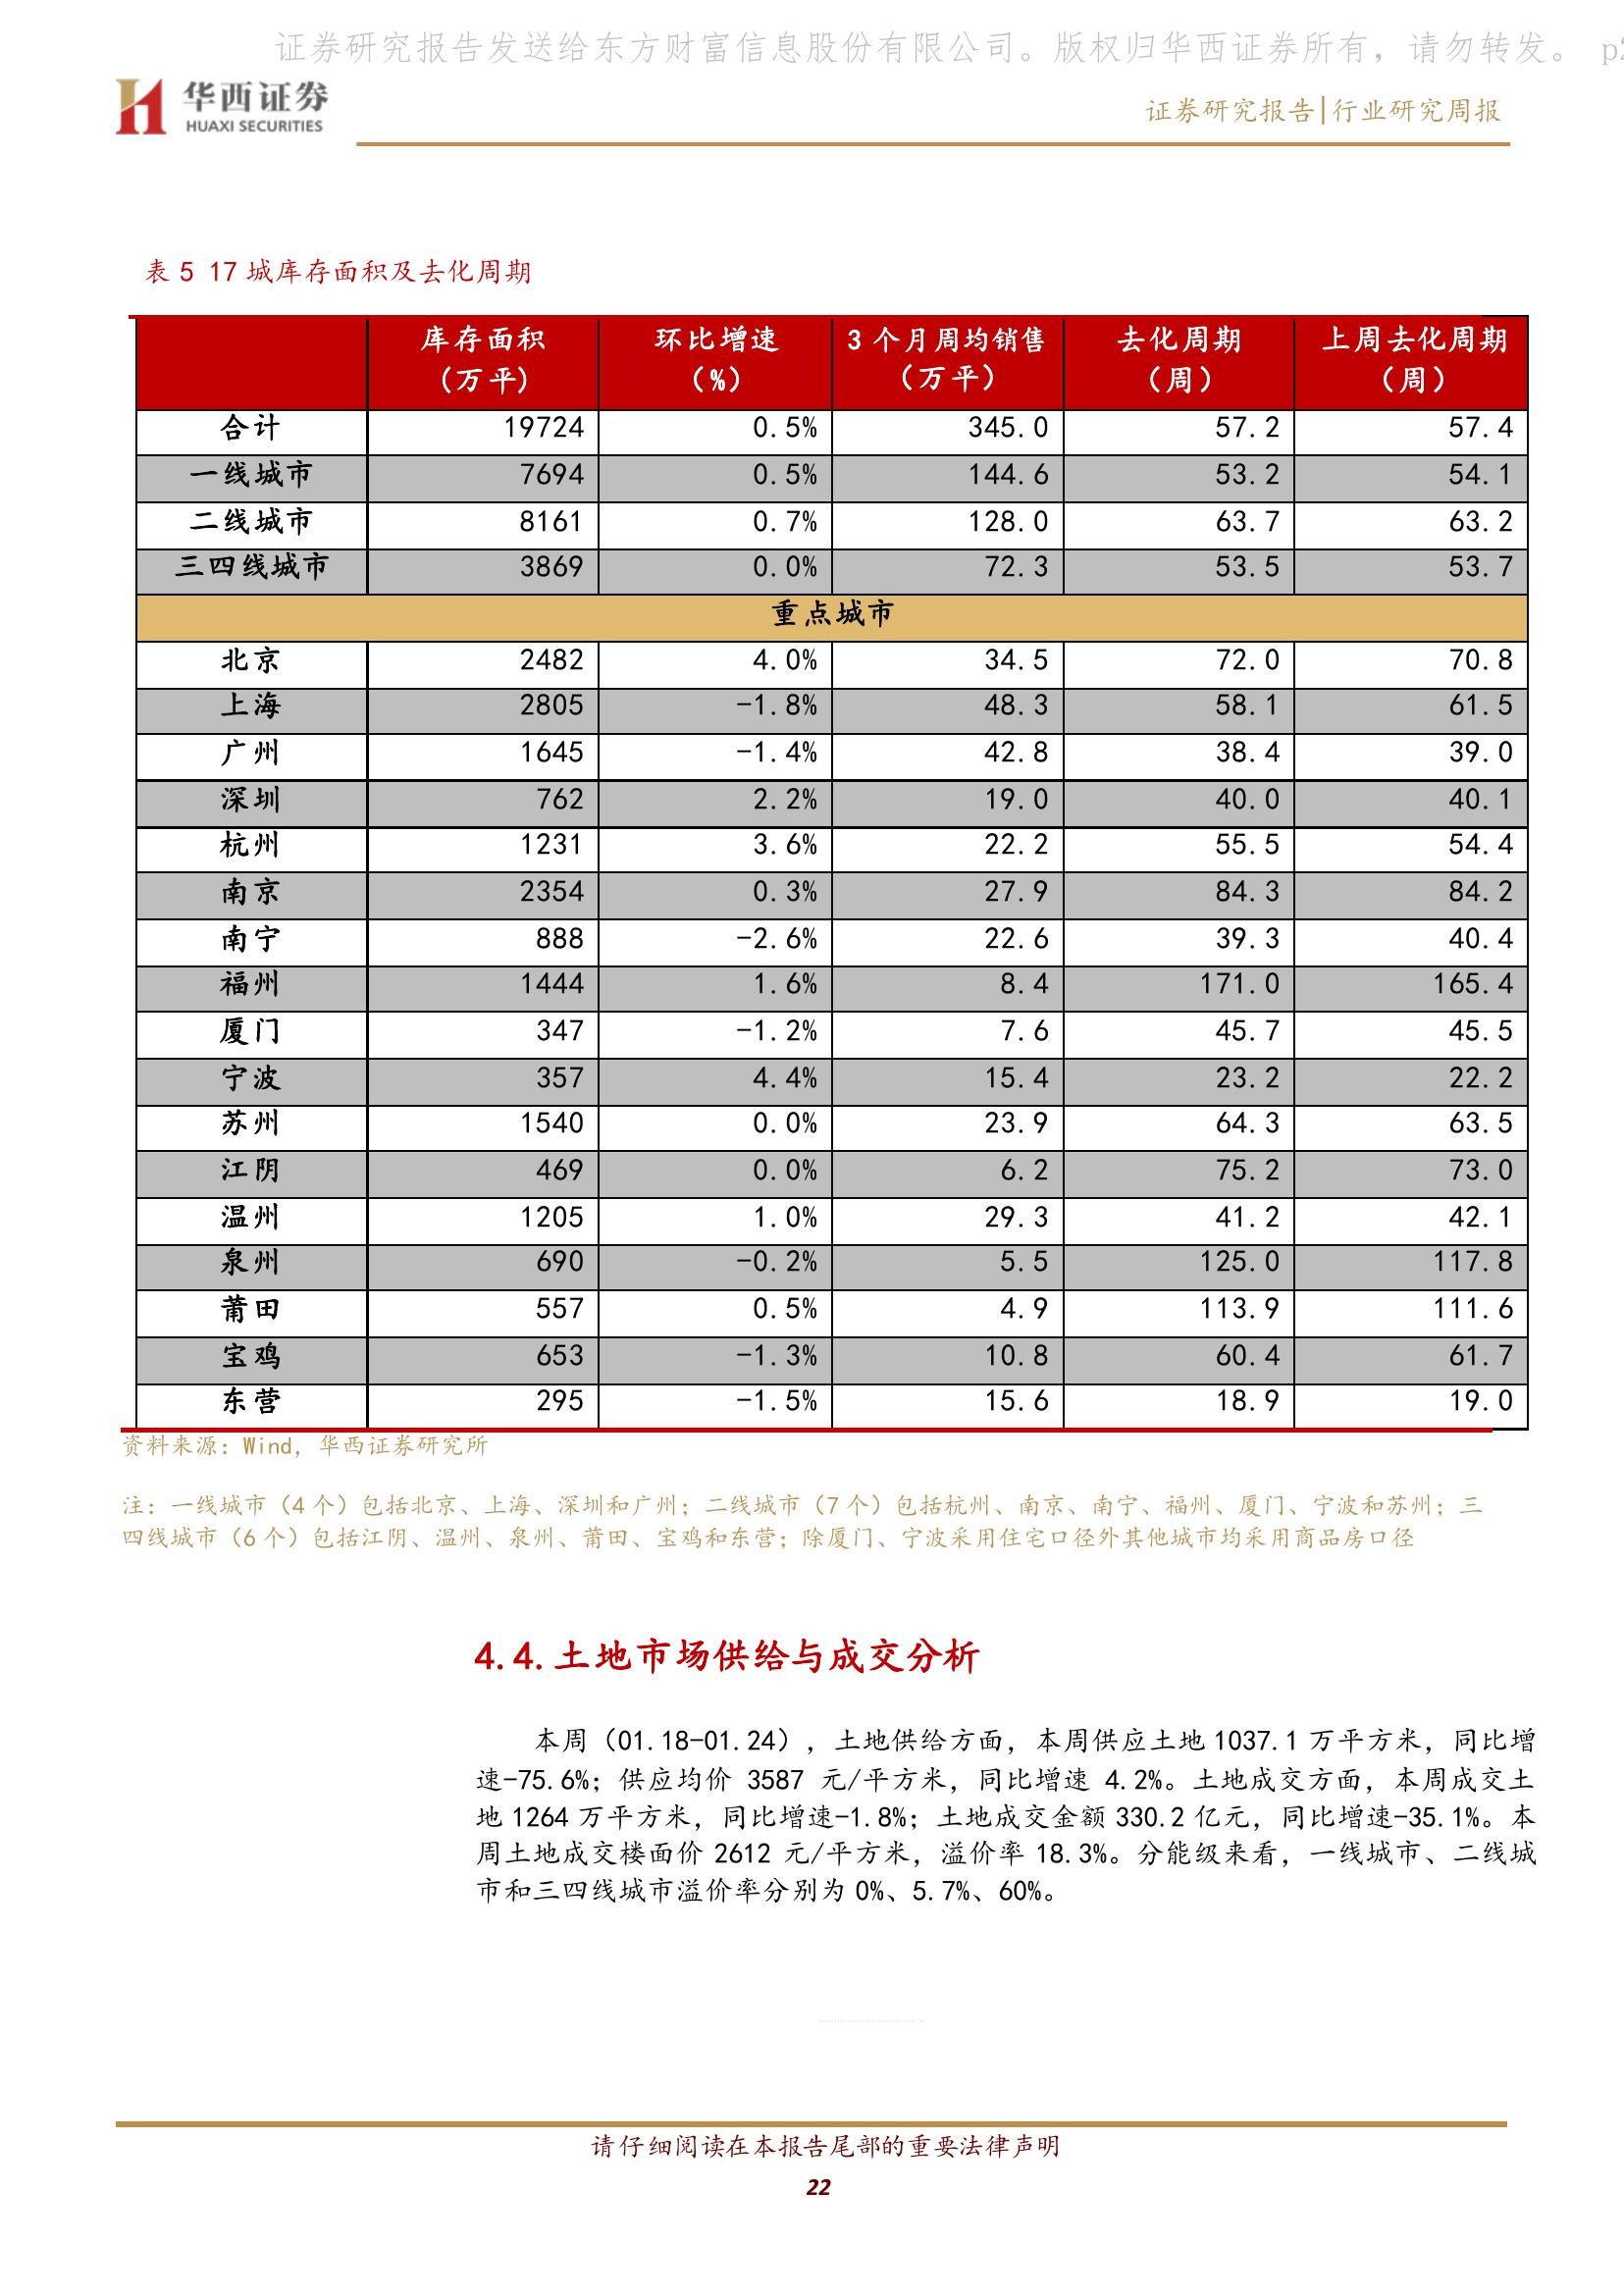 证券研究报告发送给东方财富信息股份有限公司。版权归华西证券所有，请勿转发。 p2
华西证券
HUAXI SECURITIES
证券研究报告|行业研究周报
表 5 17 城库存面积及去化周期
库存面积（万平） 环比增速（%） 3 个月周均销售（万平） 去化周期（周） 上周去化周期（周）
合计 19724 0.5% 345.0 57.2 57.4
一线城市 7694 0.5% 144.6 53.2 54.1
二线城市 8161 0.7% 128.0 63.7 63.2
三四线城市 3869 0.0% 72.3 53.5 53.7
重点城市
北京 2482 4.0% 34.5 72.0 70.8
上海 2805 -1.8% 48.3 58.1 61.5
广州 1645 -1.4% 42.8 38.4 39.0
深圳 762 2.2% 19.0 40.0 40.1
杭州 1231 3.6% 22.2 55.5 54.4
南京 2354 0.3% 27.9 84.3 84.2
南宁 888 -2.6% 22.6 39.3 40.4
福州 1444 1.6% 8.4 171.0 165.4
厦门 347 -1.2% 7.6 45.7 45.5
宁波 357 4.4% 15.4 23.2 22.2
苏州 1540 0.0% 23.9 64.3 63.5
江阴 469 0.0% 6.2 75.2 73.0
温州 1205 1.0% 29.3 41.2 42.1
泉州 690 -0.2% 5.5 125.0 117.8
莆田 557 0.5% 4.9 113.9 111.6
宝鸡 653 -1.3% 10.8 60.4 61.7
东营 295 -1.5% 15.6 18.9 19.0
资料来源：Wind，华西证券研究所
注：一线城市（4 个）包括北京、上海、深圳和广州；二线城市（7 个）包括杭州、南京、南宁、福州、厦门、宁波和苏州；三
四线城市（6 个）包括江阴、温州、泉州、莆田、宝鸡和东营；除厦门、宁波采用住宅口径外其他城市均采用商品房口径
4.4.土地市场供给与成交分析
本周（01.18-01.24），土地供给方面，本周供应土地 1037.1 万平方米，同比增
速-75.6%；供应均价 3587 元/平方米，同比增速 4.2%。土地成交方面，本周成交土
地 1264 万平方米，同比增速-1.8%；土地成交金额 330.2 亿元，同比增速-35.1%。本
周土地成交楼面价 2612 元/平方米，溢价率 18.3%。分能级来看，一线城市、二线城
市和三四线城市溢价率分别为 0%、5.7%、60%。
请仔细阅读在本报告尾部的重要法律声明
22